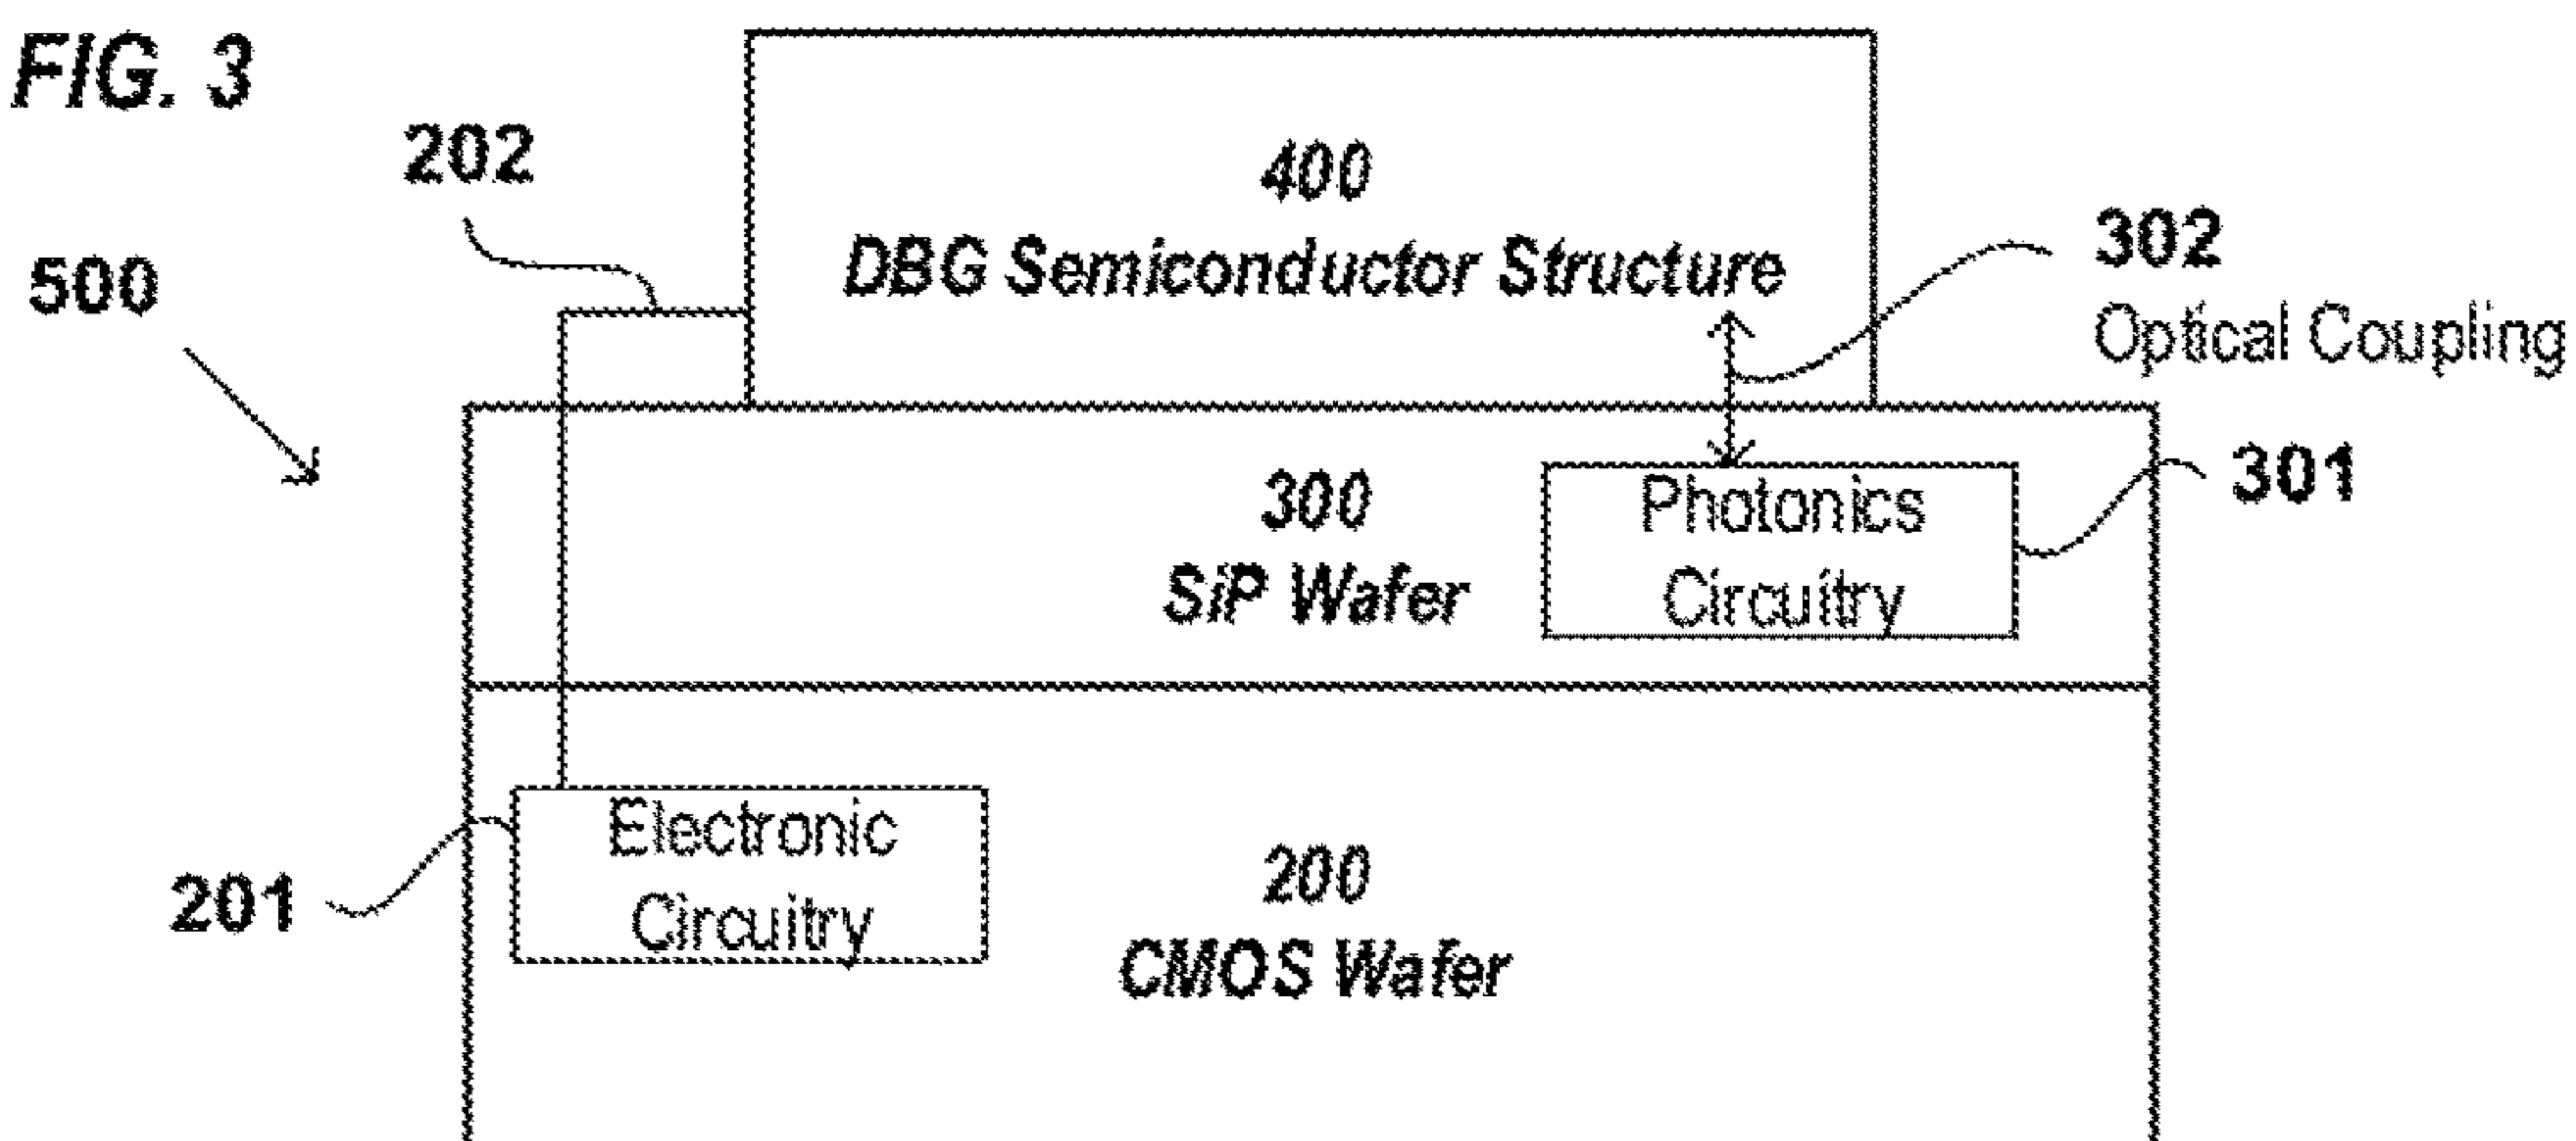 FIG. 3
202
500
400
DBG Semiconductor Structure
302
Optical Coupling
300
SiP Wafer
Photonics
Circuitry
301
Electronic
Circuitry
201
200
CMOS Wafer